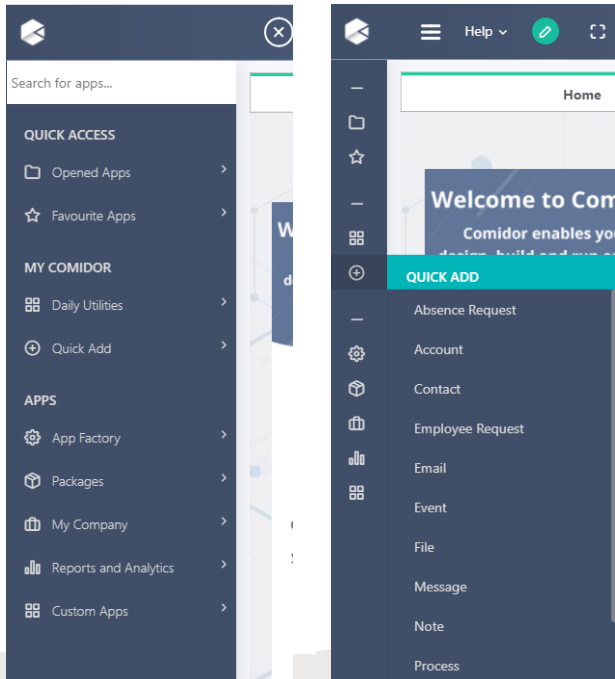 Search for apps...
QUICK ACCESS
Opened Apps
Favourite Apps
MY COMIDOR
Daily Utilities
Quick Add
APPS
App Factory
Packages
My Company
Reports and Analytics
Custom Apps
W
d
Help
Home
Welcome to Com
Comidor enables you
QUICK ADD
Absence Request
Account
Contact
Employee Request
Email
Event
File
Message
Note
Process